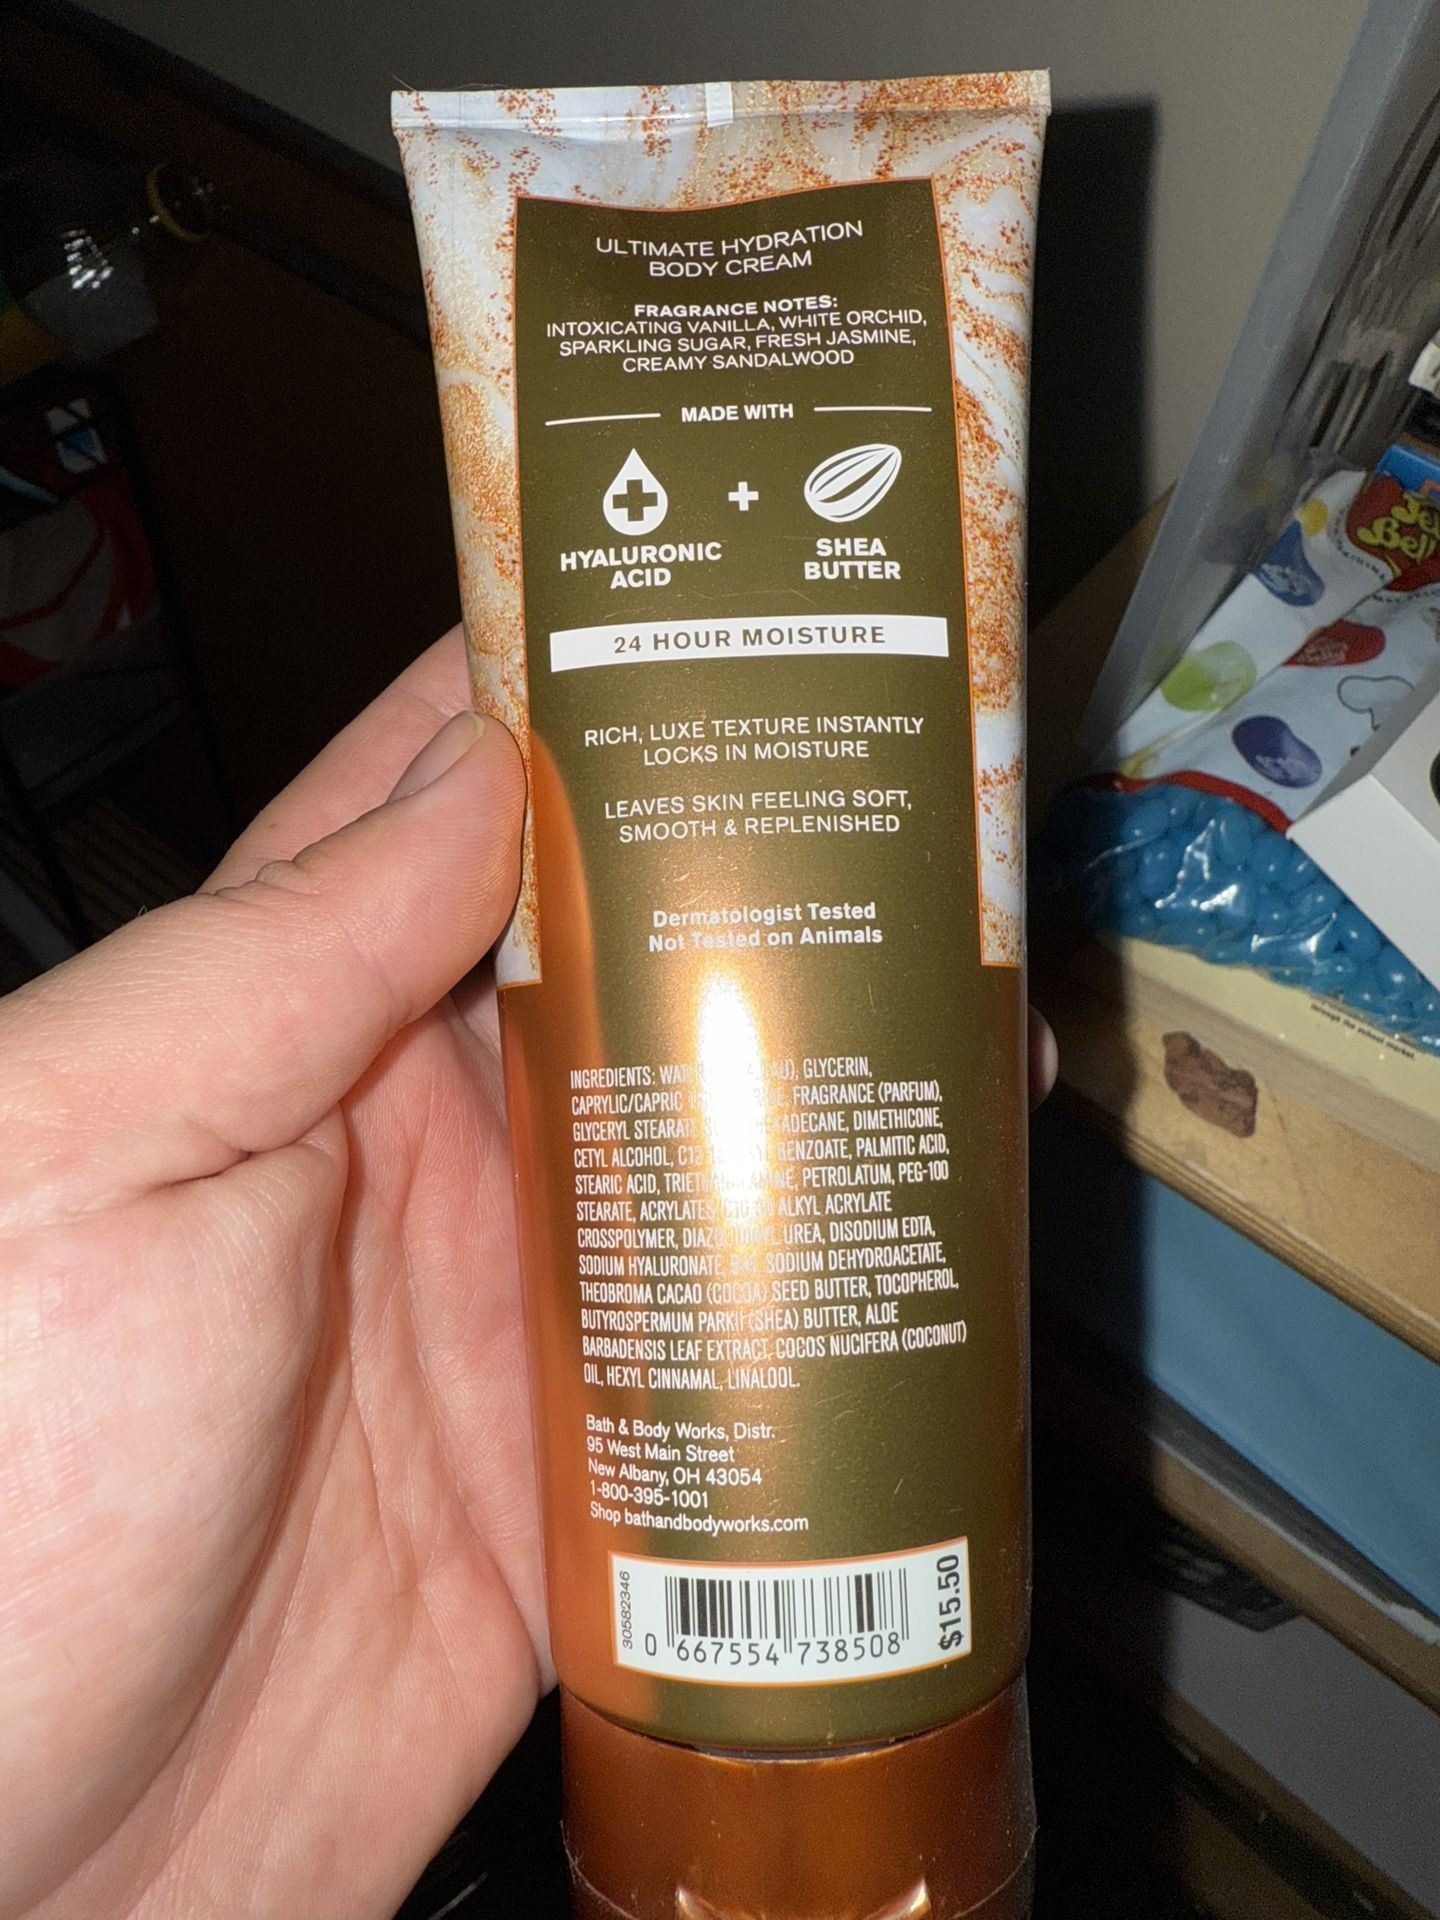 ULTIMATE HYDRATION
BODY CREAM
FRAGRANCE NOTES:
INTOXICATING VANILLA, WHITE ORCHID,
SPARKLING SUGAR, FRESH JASMINE,
CREAMY SANDALWOOD
MADE WITH
HYALURONIC
ACID
+
SHEA
BUTTER
24 HOUR MOISTURE
RICH, LUXE TEXTURE INSTANTLY
LOCKS IN MOISTURE
LEAVES SKIN FEELING SOFT,
SMOOTH & REPLENISHED
Dermatologist Tested
Not Tested on Animals
INGREDIENTS: GLYCERIN,
CAPRYLIC/CAPRIC FRAGRANCE (PARFUM),
GLYCERYL DIMETHICONE,
CETYL ALCOHOL, BENZOATE, PALMITIC ACID,
STEARIC ACID, PETROLATUM, PEG-100
STEARATE, ACRYLATES ALKYL ACRYLATE
CROSSPOLYMER, UREA, DISODIUM EDTA,
SODIUM HYALURONATE, SODIUM DEHYDROACETATE,
THEOBROMA CACAO (COCOA) SEED BUTTER, TOCOPHEROL,
BUTYROSPERMUM PARKII (SHEA) BUTTER, ALOE
BARBADENSIS LEAF EXTRACT, COCOS NUCIFERA (COCONUT)
OIL, HEXYL CINNAMAL, LINALOOL.
Bath & Body Works, Distr.
95 West Main Street
New Albany, OH 43054
1-800-395-1001
Shop bathandbodyworks.com
30582346
0 667554 738508
$15.50
Jelly
Belly
through the school market.